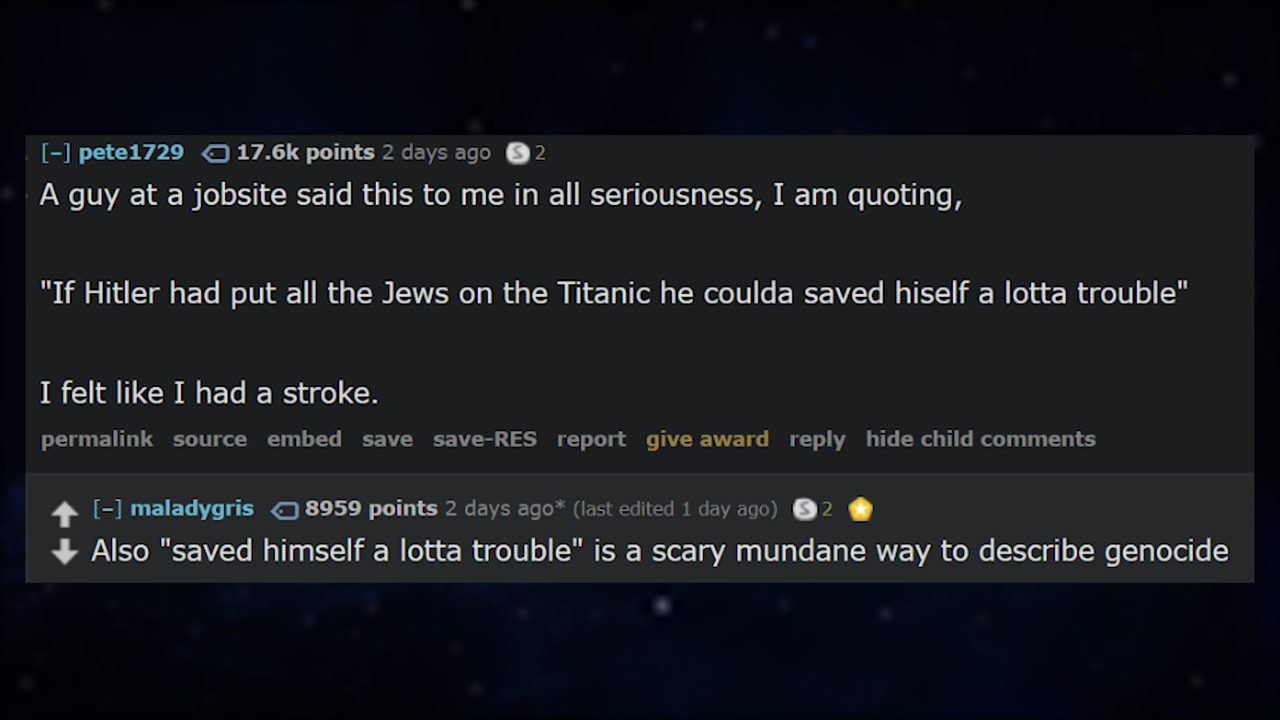 [–] pete1729 17.6k points 2 days ago S 2
A guy at a jobsite said this to me in all seriousness, I am quoting,
"If Hitler had put all the Jews on the Titanic he coulda saved hiself a lotta trouble"
I felt like I had a stroke.
permalink source embed save save-RES report give award reply hide child comments
[–] maladygris 8959 points 2 days ago* (last edited 1 day ago) S 2
Also "saved himself a lotta trouble" is a scary mundane way to describe genocide